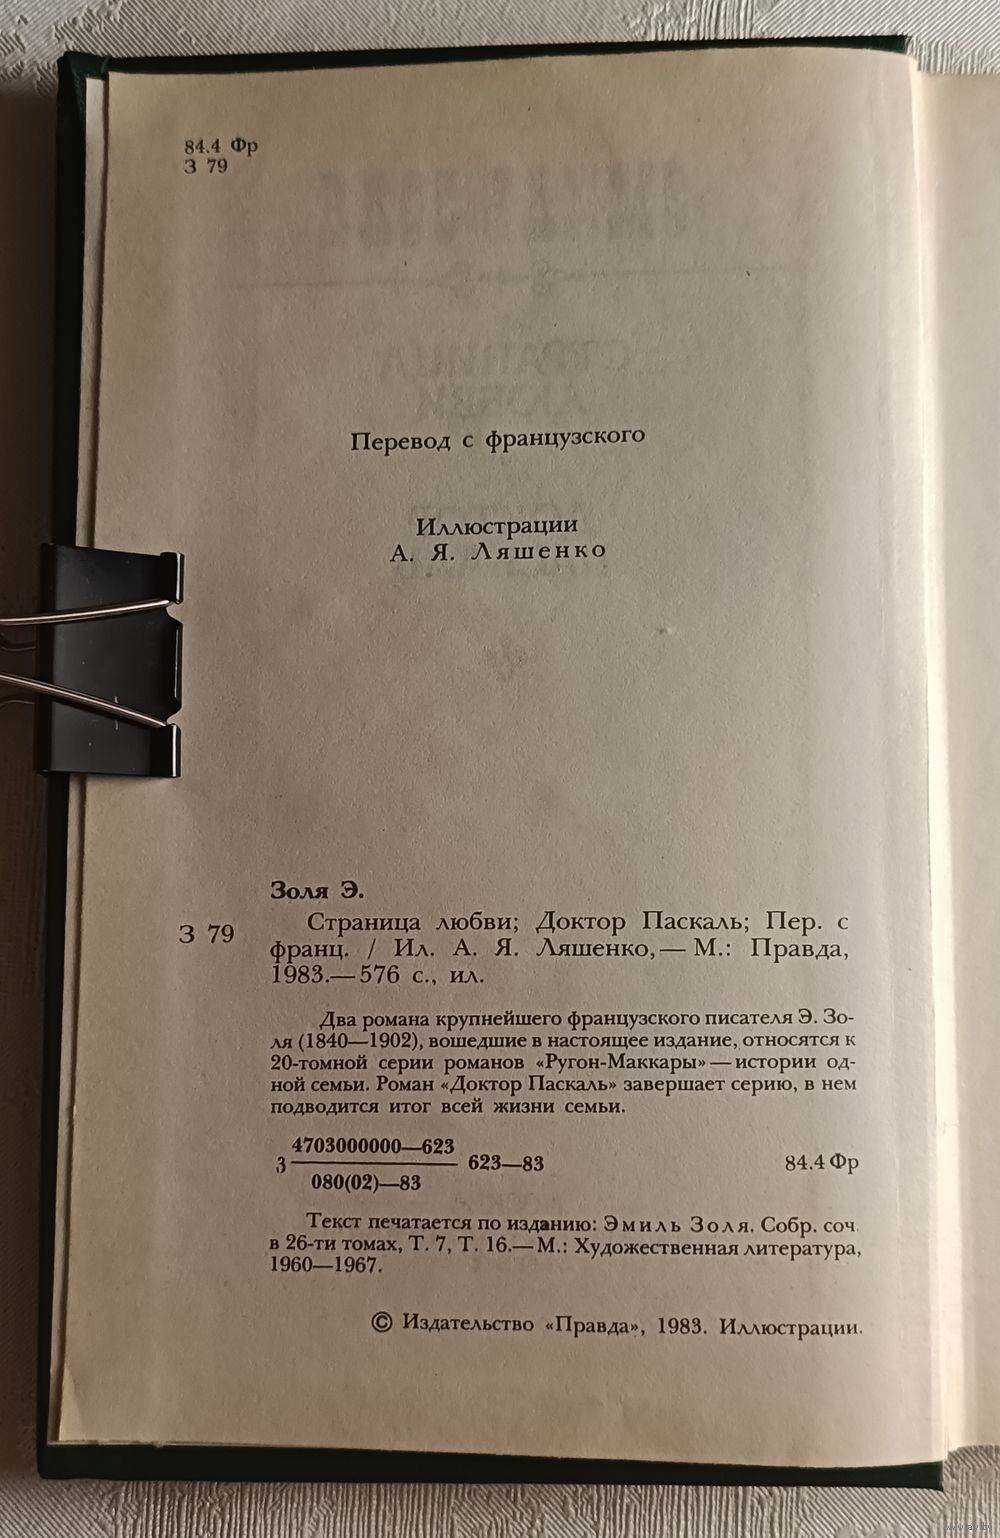 84.4 Фр
З 79
Перевод с французского
Иллюстрации
А. Я. Ляшенко
Золя Э.
З 79
Страница любви; Доктор Паскаль; Пер. с
франц. / Ил. А. Я. Ляшенко,— М.: Правда,
1983.—576 с., ил.
Два романа крупнейшего французского писателя Э. Зо-
ля (1840—1902), вошедшие в настоящее издание, относятся к
20-томной серии романов «Ругон-Маккары» — истории од-
ной семьи. Роман «Доктор Паскаль» завершает серию, в нем
подводится итог всей жизни семьи.
4703000000—623
З 623—83 84.4 Фр
080(02)—83
Текст печатается по изданию: Эмиль Золя. Собр. соч.
в 26-ти томах, Т. 7, Т. 16.— М.: Художественная литература,
1960—1967.
© Издательство «Правда», 1983. Иллюстрации.